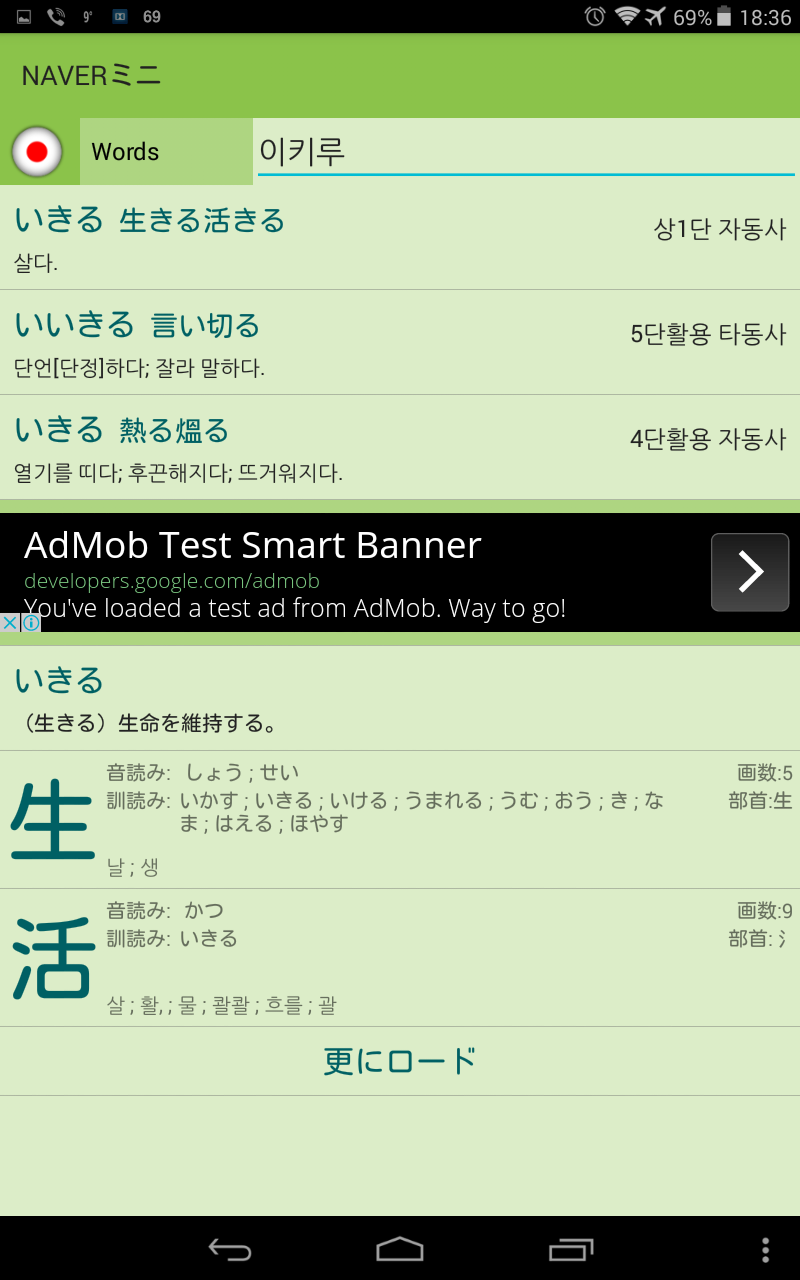 9° 69 69% 18:36
NAVERミニ
Words 이키루
いきる 生きる活きる 상1단 자동사
살다.
いいきる 言い切る 5단활용 타동사
단언[단정]하다; 잘라 말하다.
いきる 熱る熅る 4단활용 자동사
열기를 띠다; 후끈해지다; 뜨거워지다.
AdMob Test Smart Banner
developers.google.com/admob
You've loaded a test ad from AdMob. Way to go!
いきる
（生きる）生命を維持する。
生
音読み: しょう ; せい 画数:5
訓読み: いかす ; いきる ; いける ; うまれる ; うむ ; おう ; き ; な 部首:生
ま ; はえる ; ほやす
날 ; 생
活
音読み: かつ 画数:9
訓読み: いきる 部首:氵
살 ; 활, ; 물 ; 콸콸 ; 흐를 ; 괄
更にロード